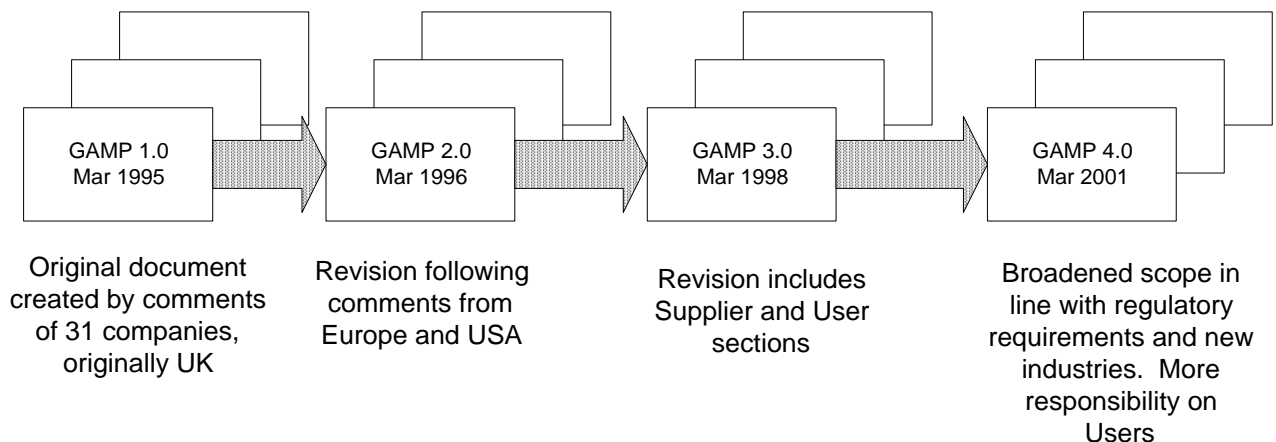 GAMP 1.0
Mar 1995
GAMP 2.0
Mar 1996
GAMP 3.0
Mar 1998
GAMP 4.0
Mar 2001
Original document
created by comments
of 31 companies,
originally UK
Revision following
comments from
Europe and USA
Revision includes
Supplier and User
sections
Broadened scope in
line with regulatory
requirements and new
industries.  More
responsibility on
Users